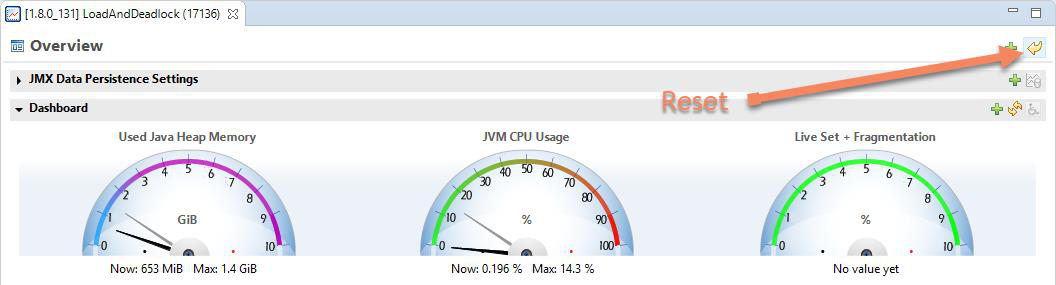 [1.8.0_131] LoadAndDeadlock (17136)
Overview
JMX Data Persistence Settings
Reset
Dashboard
Used Java Heap Memory
0 1 2 3 4 5 6 7 8 9 10
GiB
Now: 653 MiB Max: 1.4 GiB
JVM CPU Usage
0 10 20 30 40 50 60 70 80 90 100
%
Now: 0.196 % Max: 14.3 %
Live Set + Fragmentation
0 1 2 3 4 5 6 7 8 9 10
%
No value yet